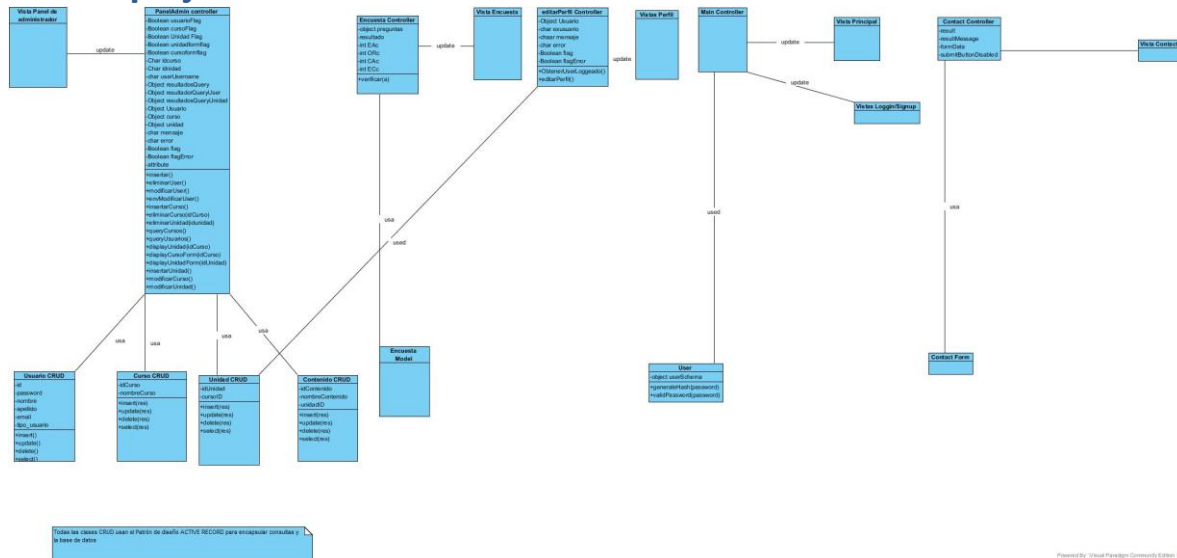 Vista Panel de
administrador
update
PanelAdmin controller
-Boolean usuarioFlag
-Boolean cursoFlag
-Boolean Unidad Flag
-Boolean unidadformflag
-Boolean cursoformflag
-Char idcurso
-Char idnidad
-char userUsername
-Object resultadosQuery
-Object resultadosQueryUser
-Object resultadosQueryUnidad
-Object Usuario
-Object curso
-Object unidad
-char mensaje
-char error
-Boolean flag
-Boolean flagError
-attribute
+insertar()
+eliminarUser()
+modificarUser()
+envModificarUser()
+insertarCurso()
+eliminarCurso(idCurso)
+eliminarUnidad(idunidad)
+queryCursos()
+queryUsuarios()
+displayUnidad(idCurso)
+displayCursoForm(idCurso)
+displayUnidadForm(idUnidad)
+insertarUnidad()
+modificarCurso()
+modificarUnidad()
usa
usa
usa
usa
Usuario CRUD
-id
-password
-nombre
-apellido
-email
-tipo_usuario
+insert()
+update()
+delete()
+select()
Curso CRUD
-idCurso
-nombreCurso
+insert(res)
+update(res)
+delete(res)
+select(res)
Unidad CRUD
-idUnidad
-cursoID
+insert(res)
+update(res)
+delete(res)
+select(res)
Contenido CRUD
-idContenido
-nombreContenido
-unidadID
+insert(res)
+update(res)
+delete(res)
+select(res)
Encuesta Controller
-object preguntas
-resultado
-int EAc
-int ORc
-int CAc
-int ECc
+verificar(a)
update
Vista Encuesta
usa
Encuesta
Model
editarPerfil Controller
-Object Usuario
-char
-chaar mensaje
-char error
-Boolean flag
-Boolean flagError
+ObtenerUserLoggeado()
+editarPerfil()
update
used
Vistas Perfil
Main Controller
update
Vista Principal
update
Vistas Loggin/Signup
used
User
-object userSchema
+generateHash(password)
+validPassword(password)
Contact Controller
-result
-resultMessage
-formData
-submitButtonDisabled
Vista Contact
usa
Contact Form
Todas las clases CRUD usan el Patrón de diseño ACTIVE RECORD para encapsular consultas y
la base de datos
Powered By Visual Paradigm Community Edition